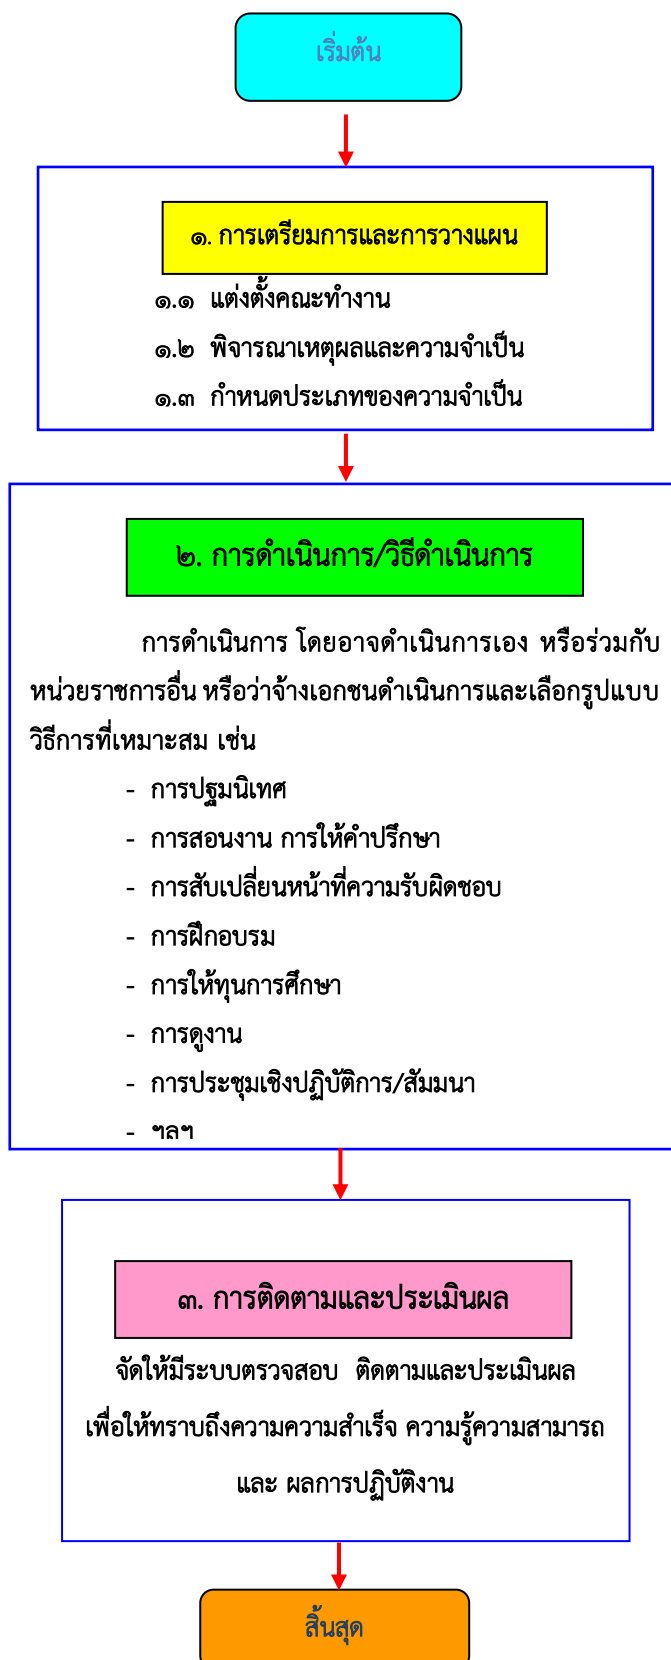 เริ่มต้น
๑. การเตรียมการและการวางแผน
๑.๑ แต่งตั้งคณะทำงาน
๑.๒ พิจารณาเหตุผลและความจำเป็น
๑.๓ กำหนดประเภทของความจำเป็น
๒. การดำเนินการ/วิธีดำเนินการ
การดำเนินการ โดยอาจดำเนินการเอง หรือร่วมกับ
หน่วยราชการอื่น หรือว่าจ้างเอกชนดำเนินการและเลือกรูปแบบ
วิธีการที่เหมาะสม เช่น
- การปฐมนิเทศ
- การสอนงาน การให้คำปรึกษา
- การสับเปลี่ยนหน้าที่ความรับผิดชอบ
- การฝึกอบรม
- การให้ทุนการศึกษา
- การดูงาน
- การประชุมเชิงปฏิบัติการ/สัมมนา
- ฯลฯ
๓. การติดตามและประเมินผล
จัดให้มีระบบตรวจสอบ ติดตามและประเมินผล
เพื่อให้ทราบถึงความความสำเร็จ ความรู้ความสามารถ
และ ผลการปฏิบัติงาน
สิ้นสุด